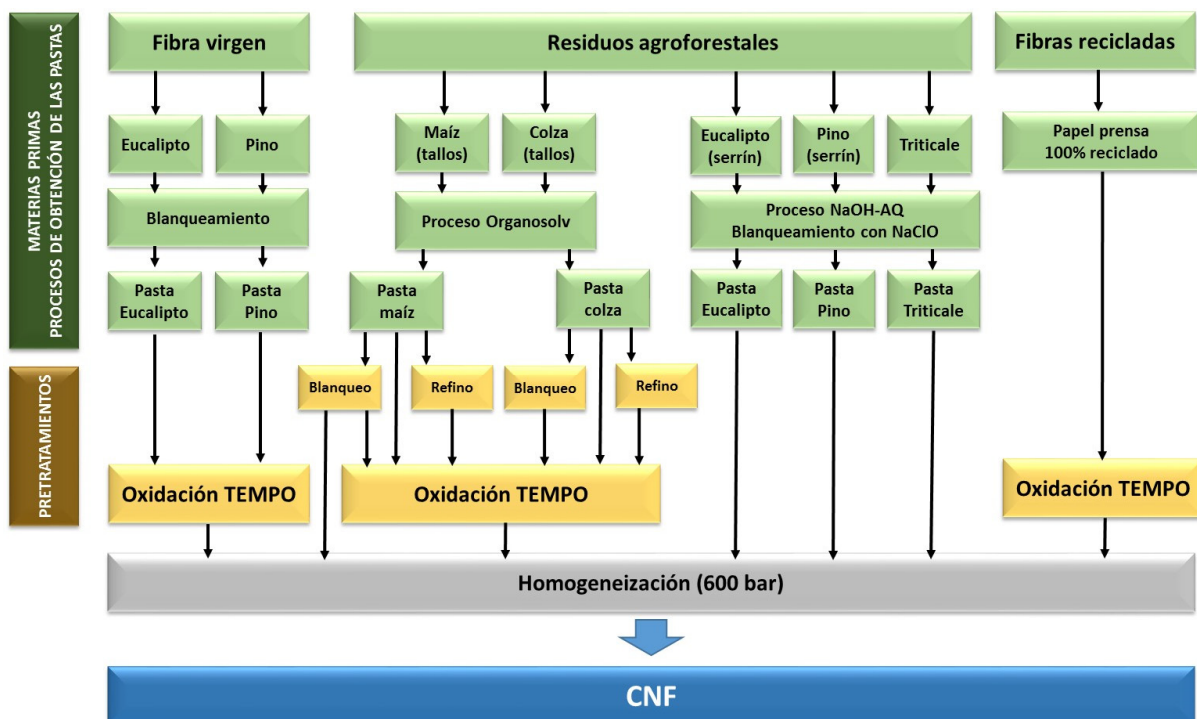 MATERIAS PRIMAS
PROCESOS DE OBTENCIÓN DE LAS PASTAS
Fibra virgen
Residuos agroforestales
Fibras recicladas
Eucalipto
Pino
Maíz
(tallos)
Colza
(tallos)
Eucalipto
(serrín)
Pino
(serrín)
Triticale
Papel prensa
100% reciclado
Blanqueamiento
Proceso Organosolv
Proceso NaOH-AQ
Blanqueamiento con NaClO
Pasta
Eucalipto
Pasta
Pino
Pasta
maíz
Pasta
colza
Pasta
Eucalipto
Pasta
Pino
Pasta
Triticale
PRETRATAMIENTOS
Blanqueo
Refino
Blanqueo
Refino
Oxidación TEMPO
Oxidación TEMPO
Oxidación TEMPO
Homogeneización (600 bar)
CNF